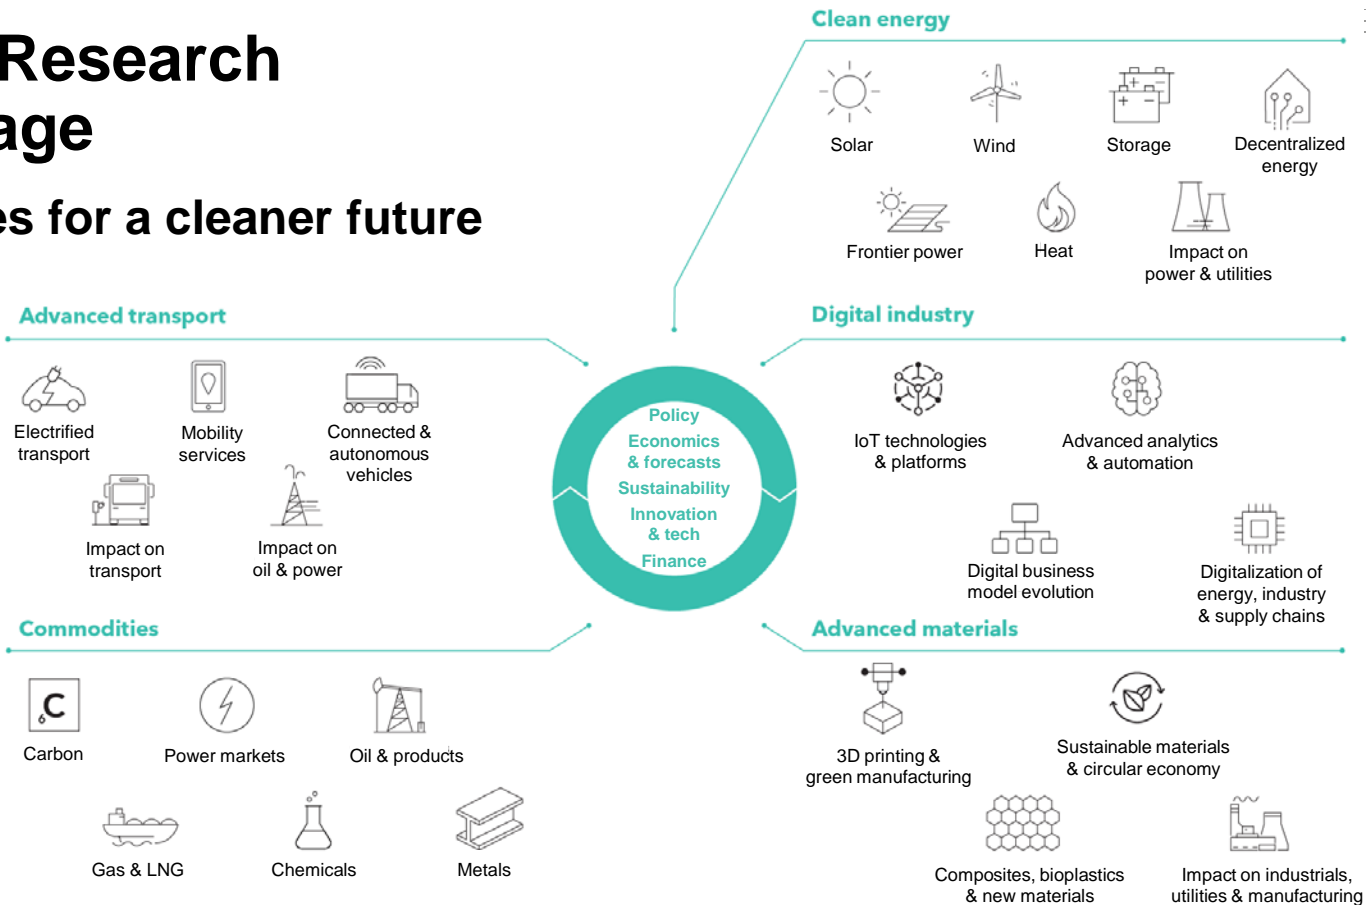 Research
age
es for a cleaner future
Clean energy
Solar
Wind
Storage
Decentralized
energy
Frontier power
Heat
Impact on
power & utilities
Advanced transport
Electrified
transport
Mobility
services
Connected &
autonomous
vehicles
Impact on
transport
Impact on
oil & power
Policy
Economics
& forecasts
Sustainability
Innovation
& tech
Finance
Digital industry
IoT technologies
& platforms
Advanced analytics
& automation
Digital business
model evolution
Digitalization of
energy, industry
& supply chains
Commodities
6
C
Carbon
Power markets
Oil & products
Gas & LNG
Chemicals
Metals
Advanced materials
3D printing &
green manufacturing
Sustainable materials
& circular economy
Composites, bioplastics
& new materials
Impact on industrials,
utilities & manufacturing